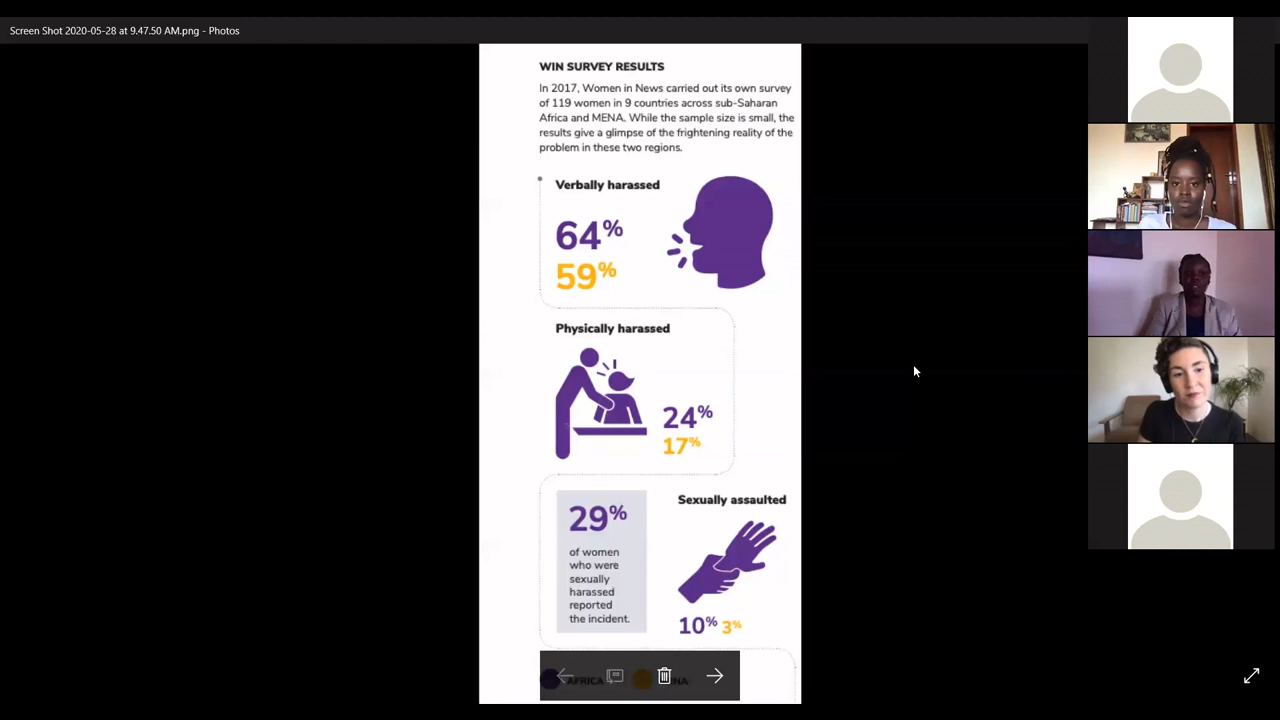 Screen Shot 2020-05-28 at 9.47.50 AM.png - Photos
WIN SURVEY RESULTS
In 2017, Women in News carried out its own survey
of 119 women in 9 countries across sub-Saharan
Africa and MENA. While the sample size is small, the
results give a glimpse of the frightening reality of the
problem in these two regions.
Verbally harassed
64%
59%
Physically harassed
24%
17%
29%
of women
who were
sexually
harassed
reported
the incident.
Sexually assaulted
10% 3%
AFRICA